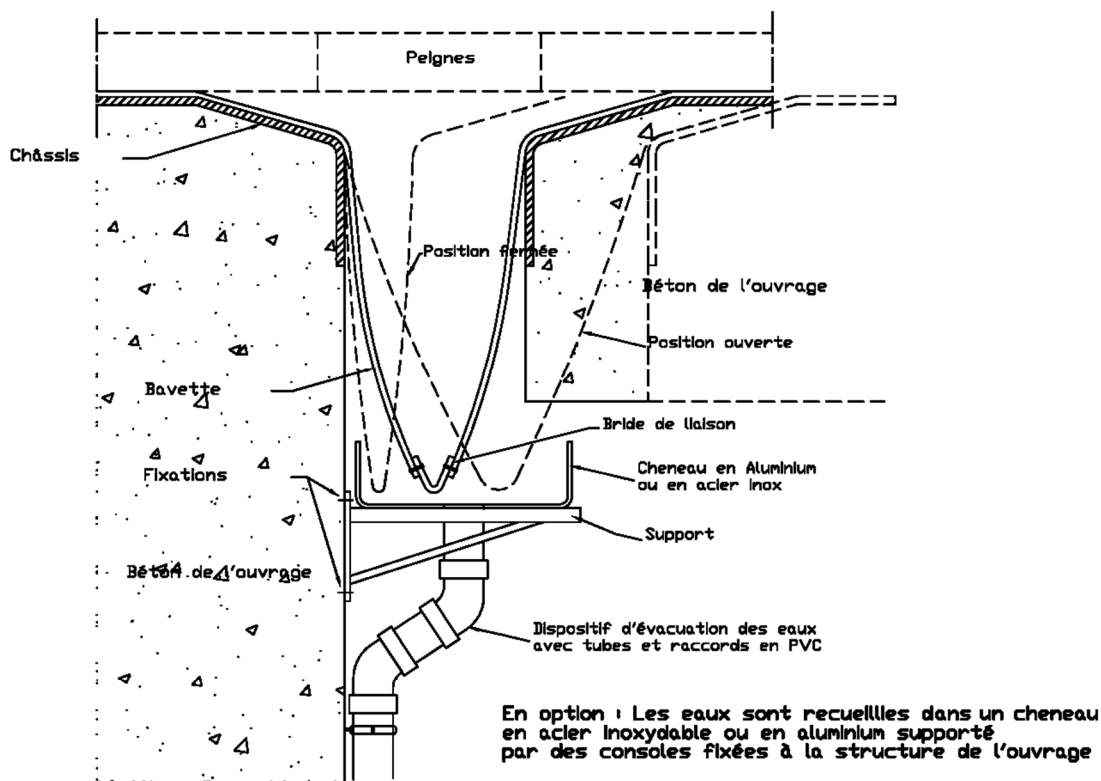 Peignes
Châssis
Position fermée
Béton de l'ouvrage
Position ouverte
Bavette
Bride de liaison
Cheneau en Aluminium
ou en acier inox
Fixations
Support
Béton de l'ouvrage
Dispositif d'évacuation des eaux
avec tubes et raccords en PVC
En option : Les eaux sont recueillies dans un cheneau
en acier inoxydable ou en aluminium supporté
par des consoles fixées à la structure de l'ouvrage